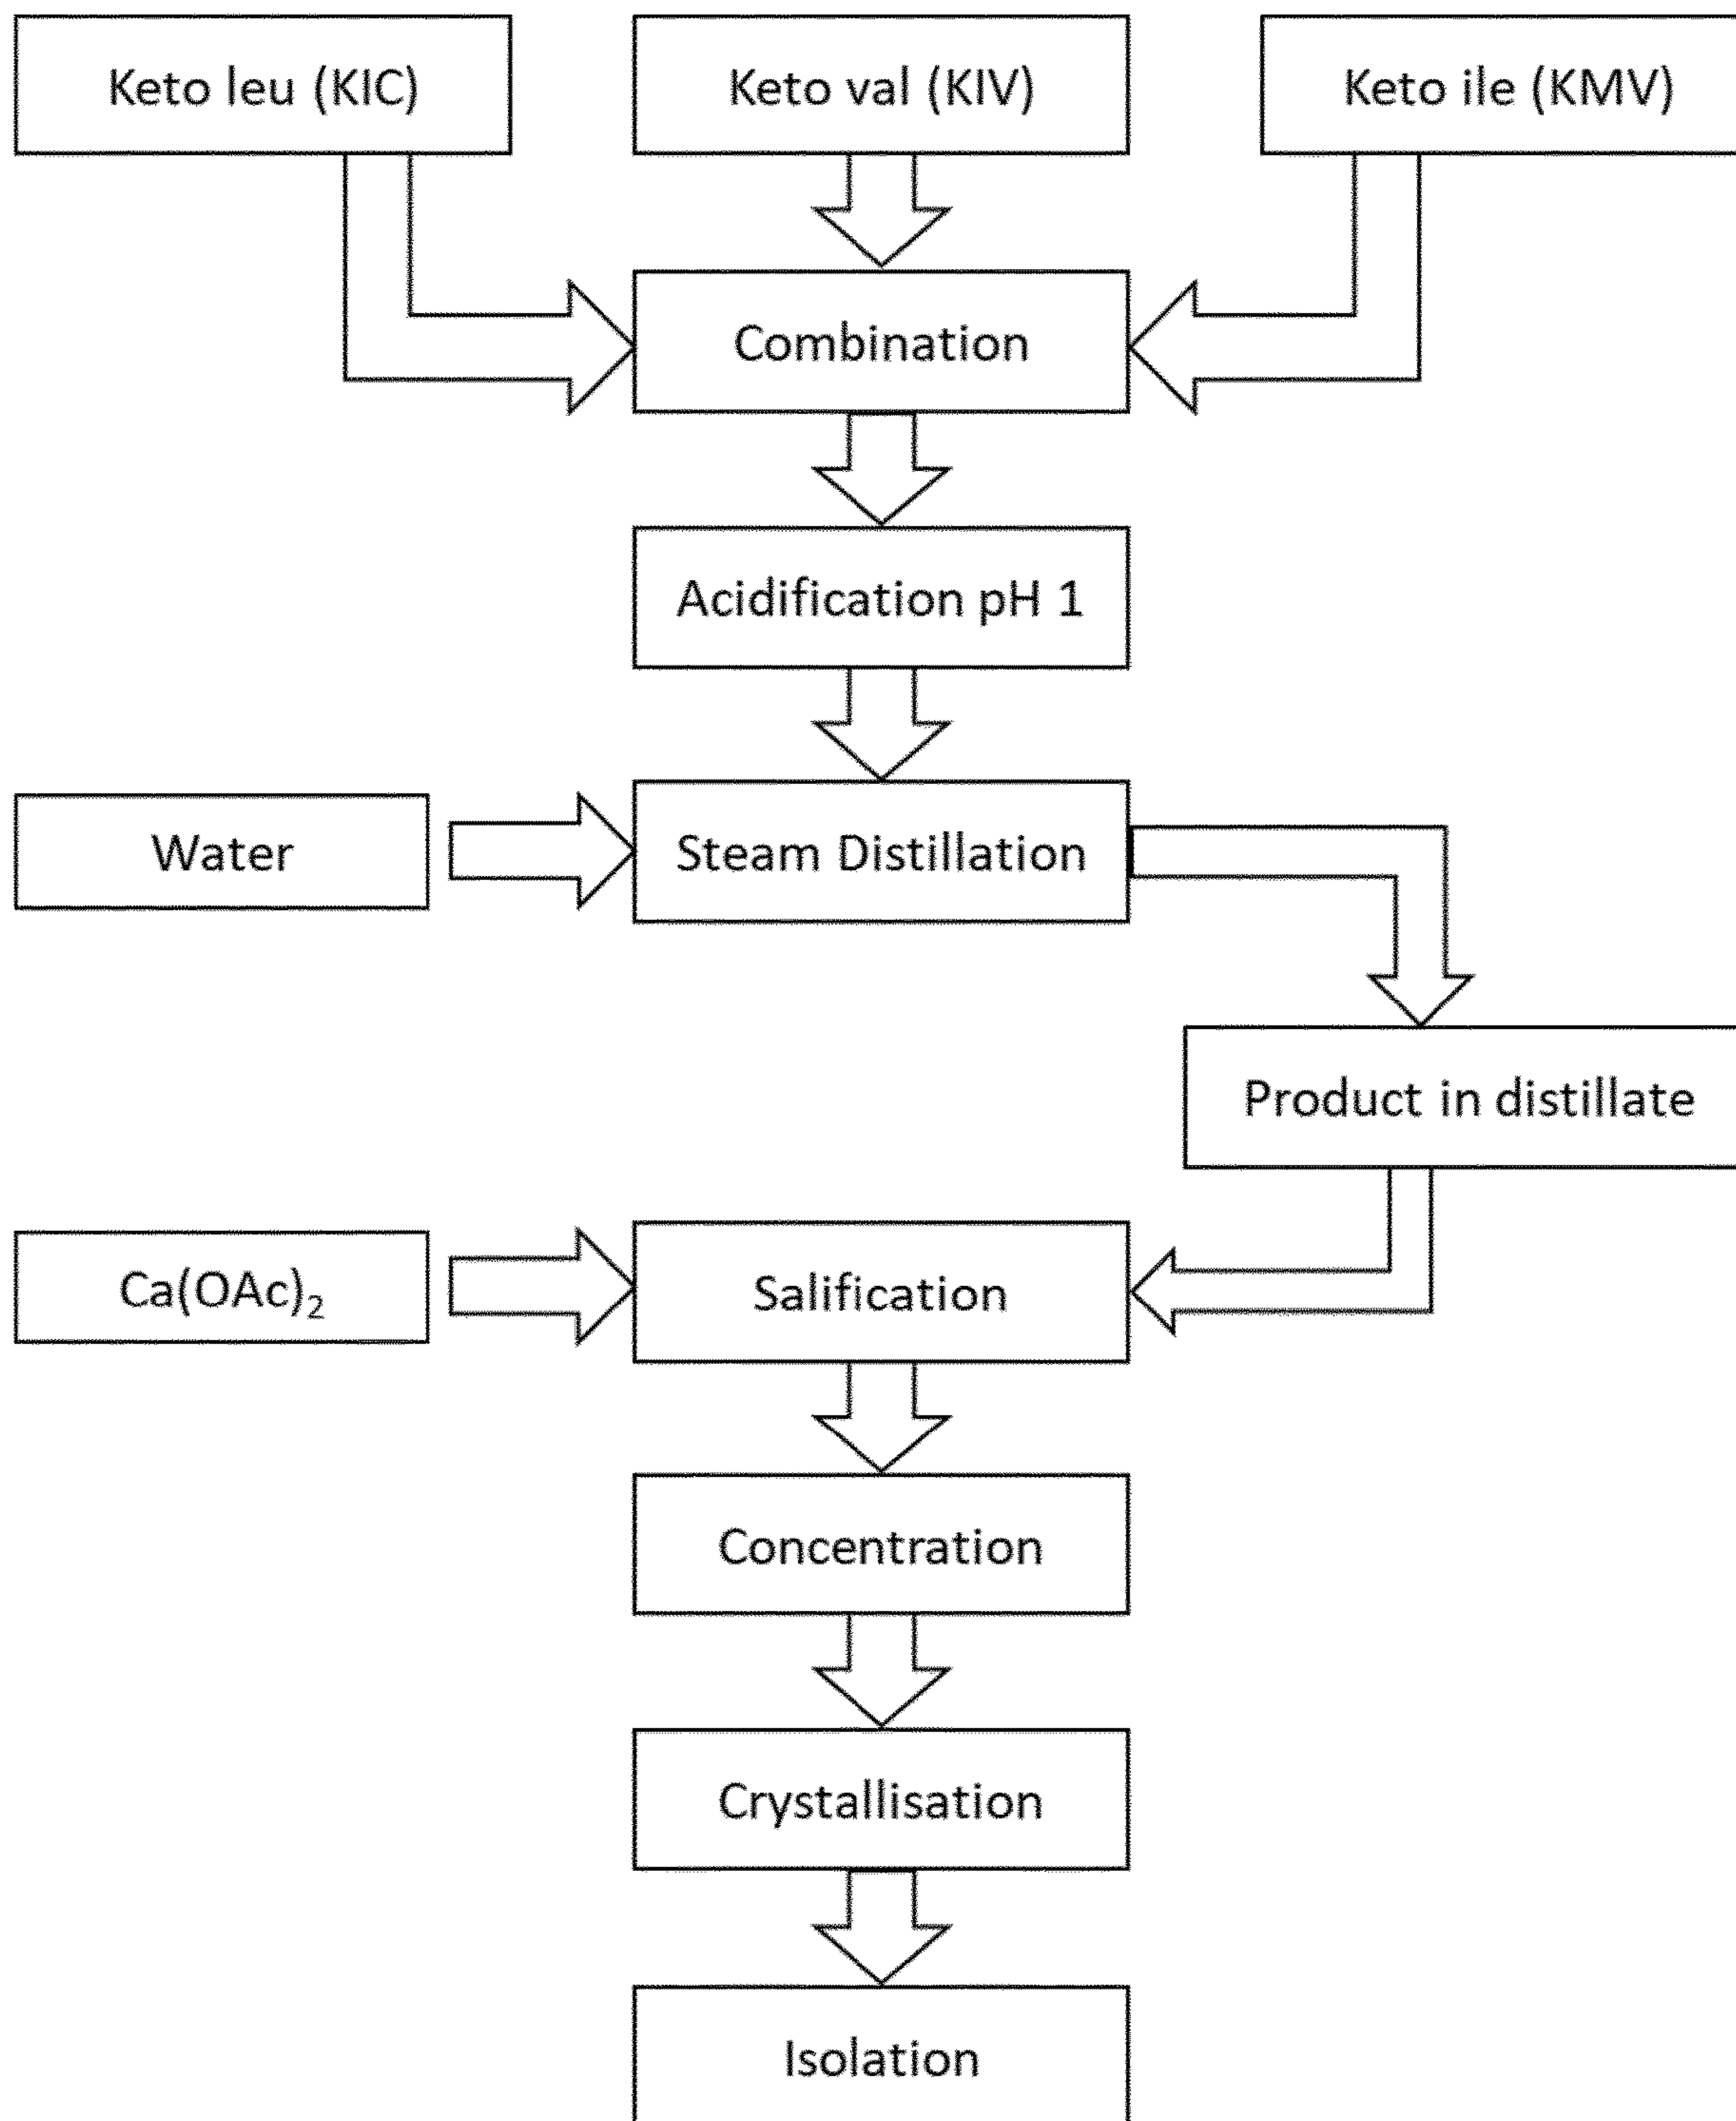 Keto leu (KIC)
Keto val (KIV)
Keto ile (KMV)
Combination
Acidification pH 1
Water
Steam Distillation
Product in distillate
Ca(OAc)₂
Salification
Concentration
Crystallisation
Isolation